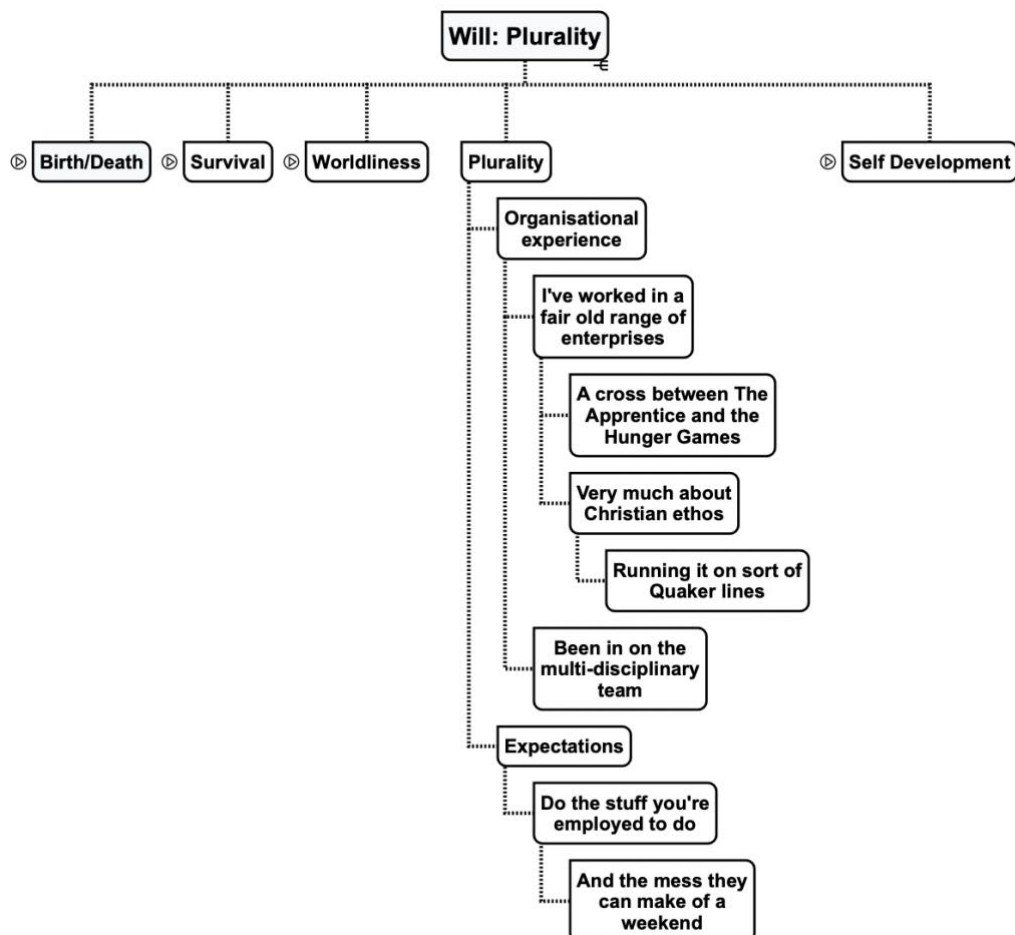 Will: Plurality
Birth/Death
Survival
Worldliness
Plurality
Self Development
Organisational
experience
I've worked in a
fair old range of
enterprises
A cross between The
Apprentice and the
Hunger Games
Very much about
Christian ethos
Running it on sort of
Quaker lines
Been in on the
multi-disciplinary
team
Expectations
Do the stuff you're
employed to do
And the mess they
can make of a
weekend